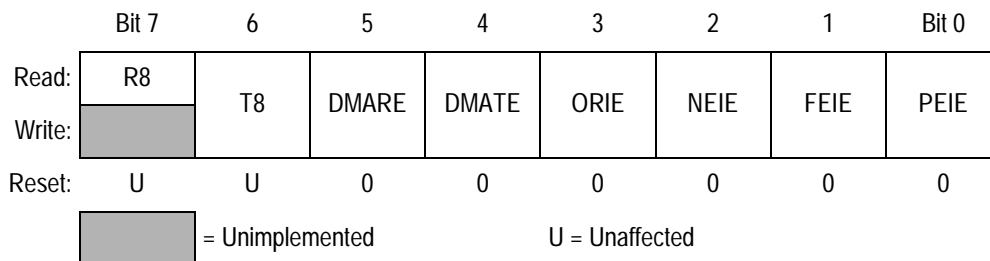 Bit 7 6 5 4 3 2 1 Bit 0
Read: R8 T8 DMARE DMATE ORIE NEIE FEIE PEIE
Write:
Reset: U U 0 0 0 0 0 0
= Unimplemented U = Unaffected